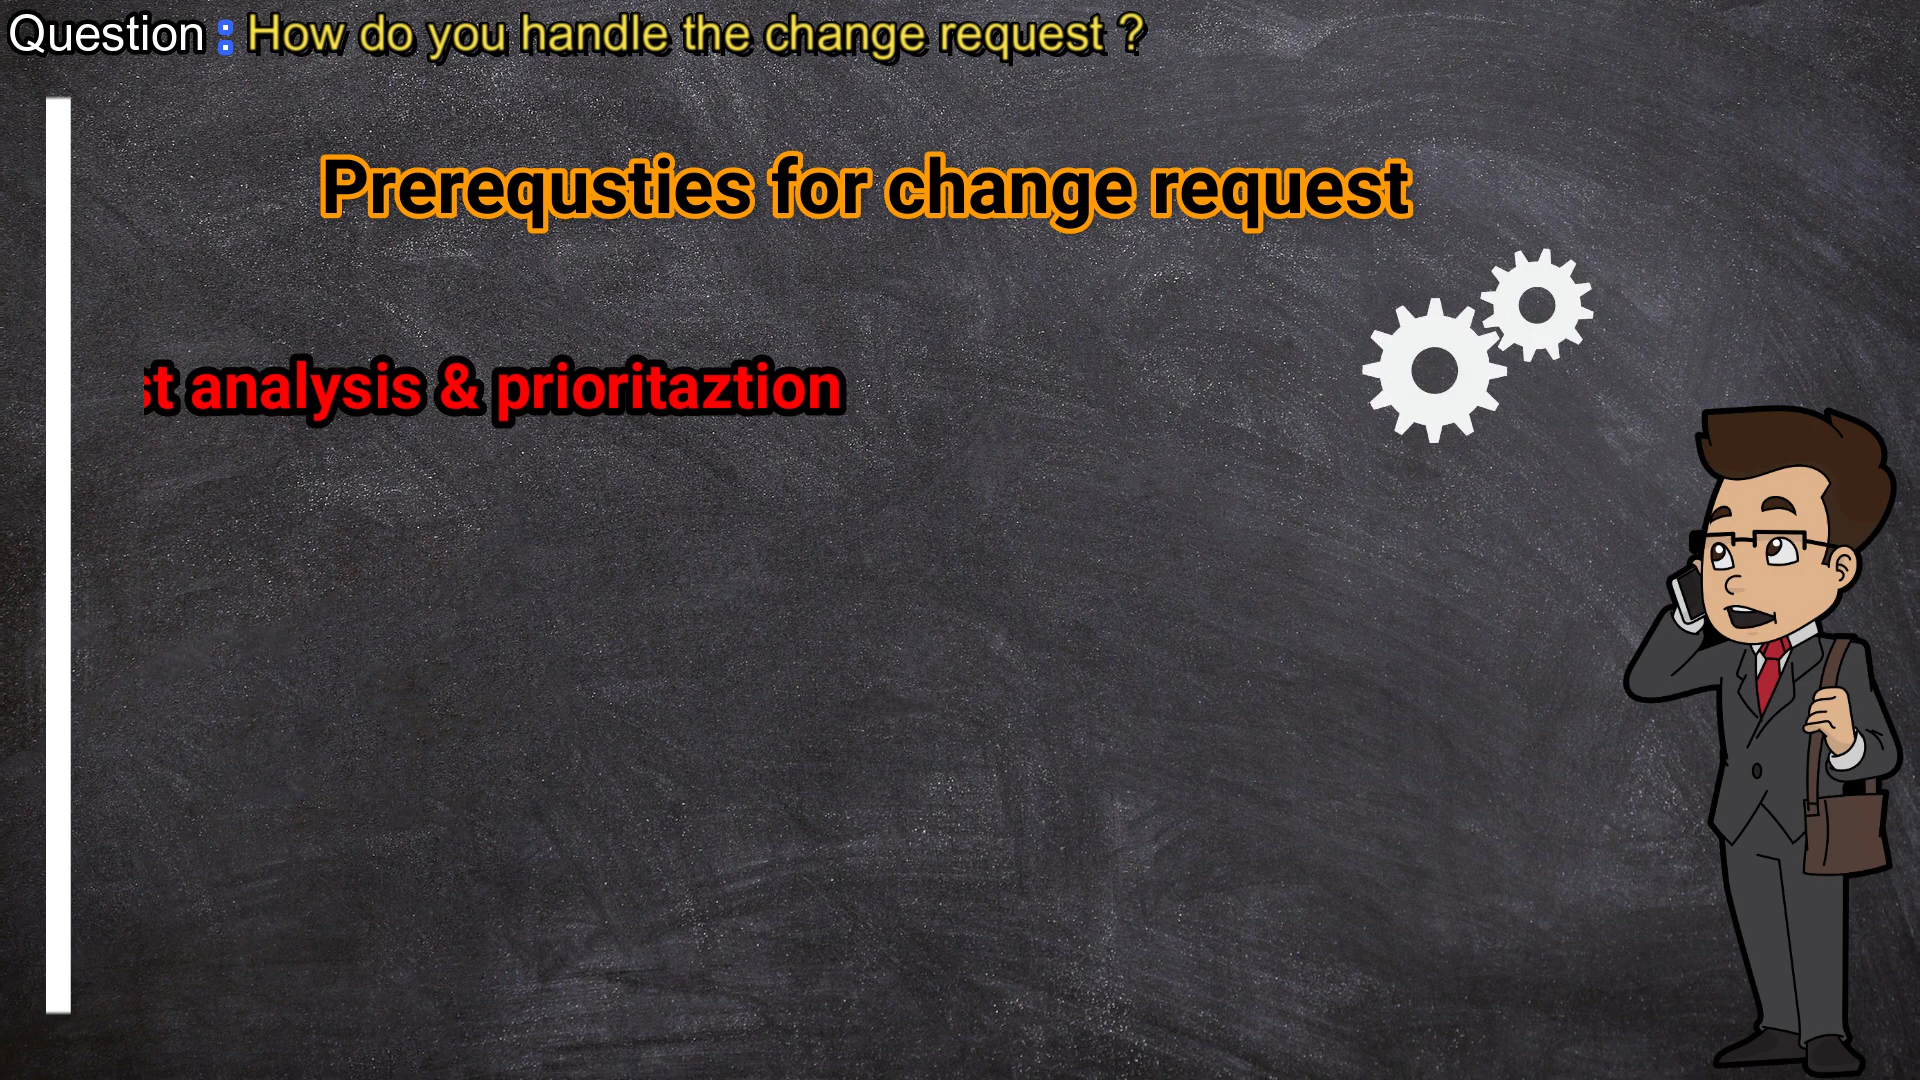 Question : How do you handle the change request ?
Prerequsties for change request
analysis & prioritaztion